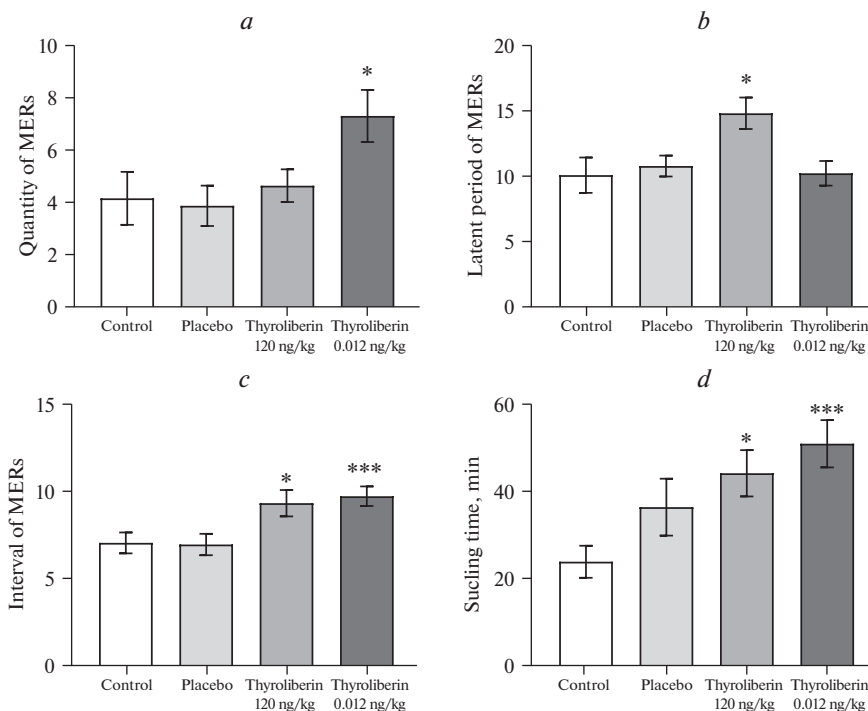 a
10
8
6
4
2
0
Quantity of MERs
*
Control
Placebo
Thyroliberin
120 ng/kg
Thyroliberin
0.012 ng/kg
b
20
15
10
5
0
Latent period of MERs
*
Control
Placebo
Thyroliberin
120 ng/kg
Thyroliberin
0.012 ng/kg
c
15
10
5
0
Interval of MERs
*
***
Control
Placebo
Thyroliberin
120 ng/kg
Thyroliberin
0.012 ng/kg
d
60
40
20
0
Sucling time, min
*
***
Control
Placebo
Thyroliberin
120 ng/kg
Thyroliberin
0.012 ng/kg